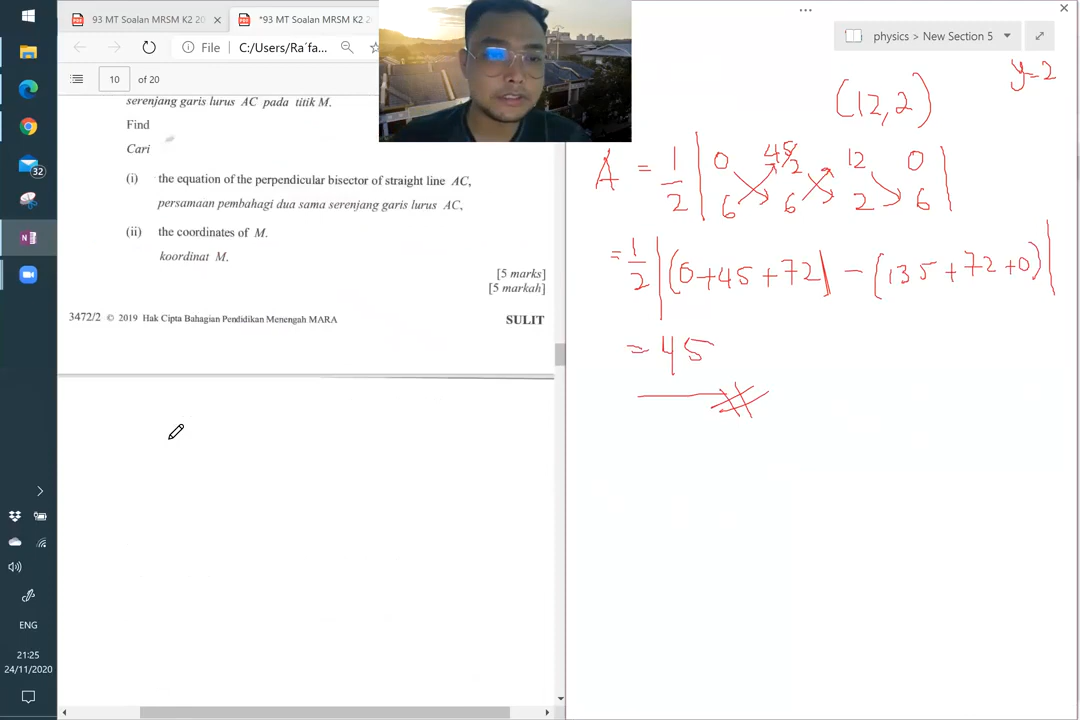 93 MT Soalan MRSM K2 20
*93 MT Soalan MRSM K2 20
File
C:/Users/Ra´fa...
10 of 20
serenjang garis lurus AC pada titik M.
Find
Cari
(i) the equation of the perpendicular bisector of straight line AC,
persamaan pembahagi dua sama serenjang garis lurus AC,
(ii) the coordinates of M.
koordinat M.
[5 marks]
[5 markah]
3472/2 © 2019 Hak Cipta Bahagian Pendidikan Menengah MARA
SULIT
32
ENG
21:25
24/11/2020
physics > New Section 5
y=2
(12,2)
A = 1/2 | 0 45/2 12 0
6 6 2 6 |
= 1/2 |(0+45+72) - (135+72+0)|
= 45